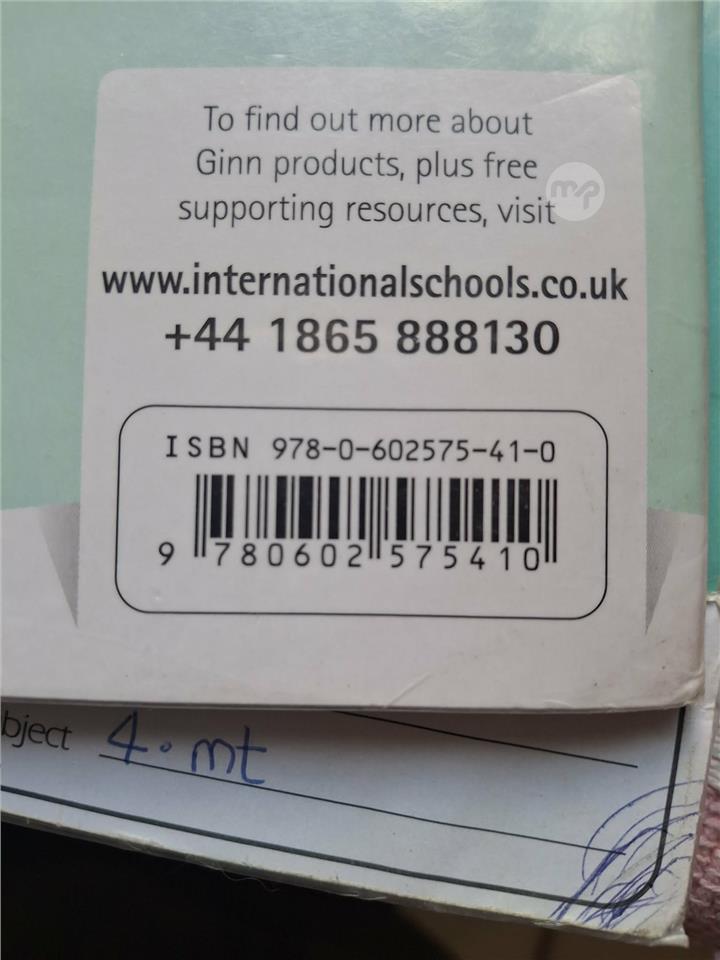 To find out more about
Ginn products, plus free
mp
supporting resources, visit
www.internationalschools.co.uk
+44 1865 888130
ISBN 978-0-602575-41-0
9 780602 575410
bject 4. mt